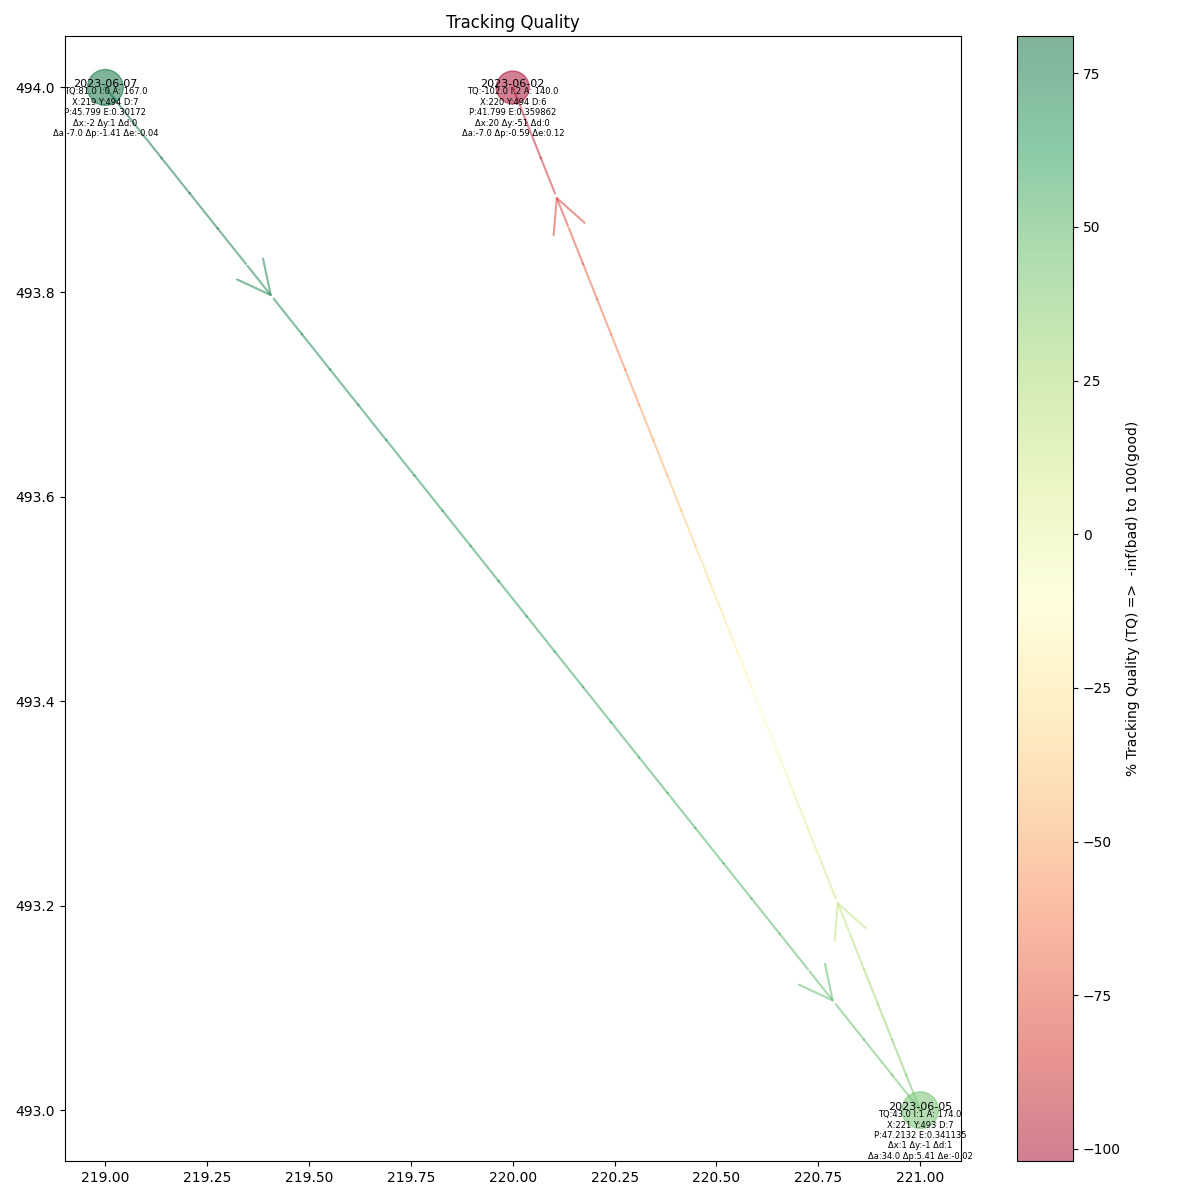 Tracking Quality
2023-06-07
TQ:81.0 I:0 A: 167.0
X:219 Y:494 D:7
P:45.799 E:0.30172
Δx:-2 Δy:1 Δd:0
Δa:-7.0 Δp:-1.41 Δe:-0.04
2023-06-02
TQ:-102.0 I:2 A: 140.0
X:220 Y:494 D:6
P:41.799 E:0.359862
Δx:20 Δy:-51 Δd:0
Δa:-7.0 Δp:-0.59 Δe:0.12
2023-06-05
TQ:43.0 I:1 A: 174.0
X:221 Y:493 D:7
P:47.2132 E:0.341135
Δx:1 Δy:-1 Δd:1
Δa:34.0 Δp:5.41 Δe:-0.02
494.0
493.8
493.6
493.4
493.2
493.0
219.00
219.25
219.50
219.75
220.00
220.25
220.50
220.75
221.00
75
50
25
0
−25
−50
−75
−100
% Tracking Quality (TQ) =>  -inf(bad) to 100(good)